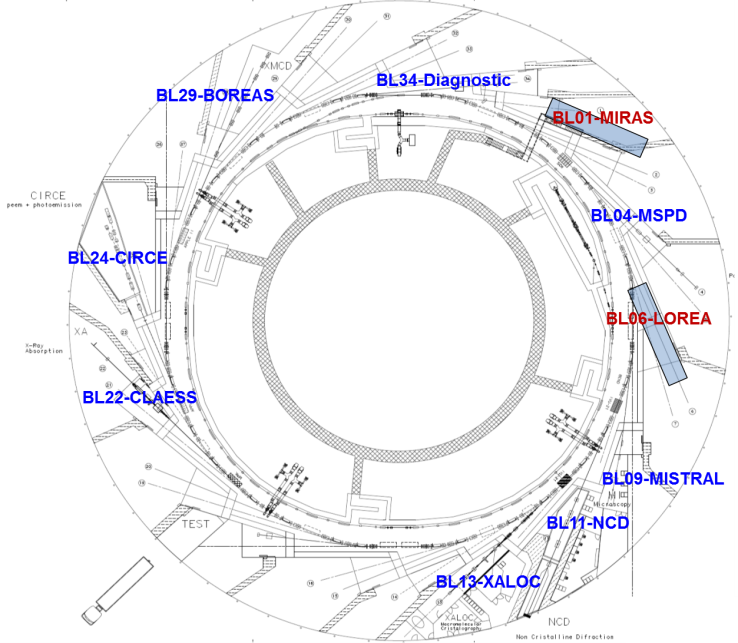 XMCD
BL34-Diagnostic
BL29-BOREAS
BL01-MIRAS
CIRCE
peem + photoemission
BL04-MSPD
BL24-CIRCE
BL06-LOREA
XA
X-Ray
Absorption
BL22-CLAESS
BL09-MISTRAL
Microscopy
BL11-NCD
TEST
BL13-XALOC
XALOC
Macromolecular
Cristalography
NCD
Non Cristalline Difraction